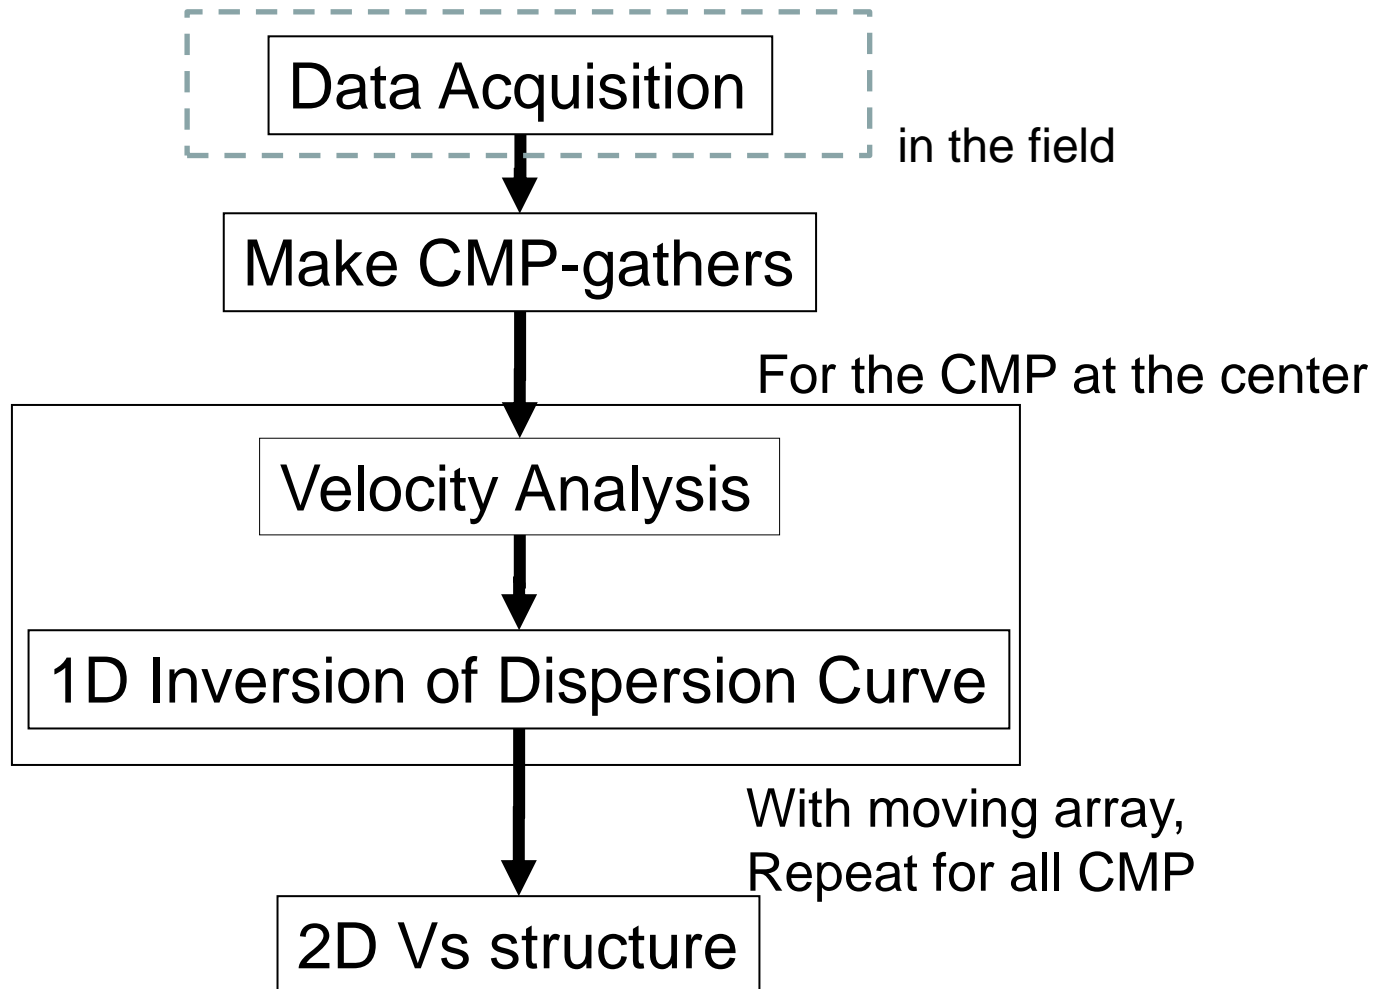 Data Acquisition
in the field
Make CMP-gathers
For the CMP at the center
Velocity Analysis
1D Inversion of Dispersion Curve
With moving array,
Repeat for all CMP
2D Vs structure